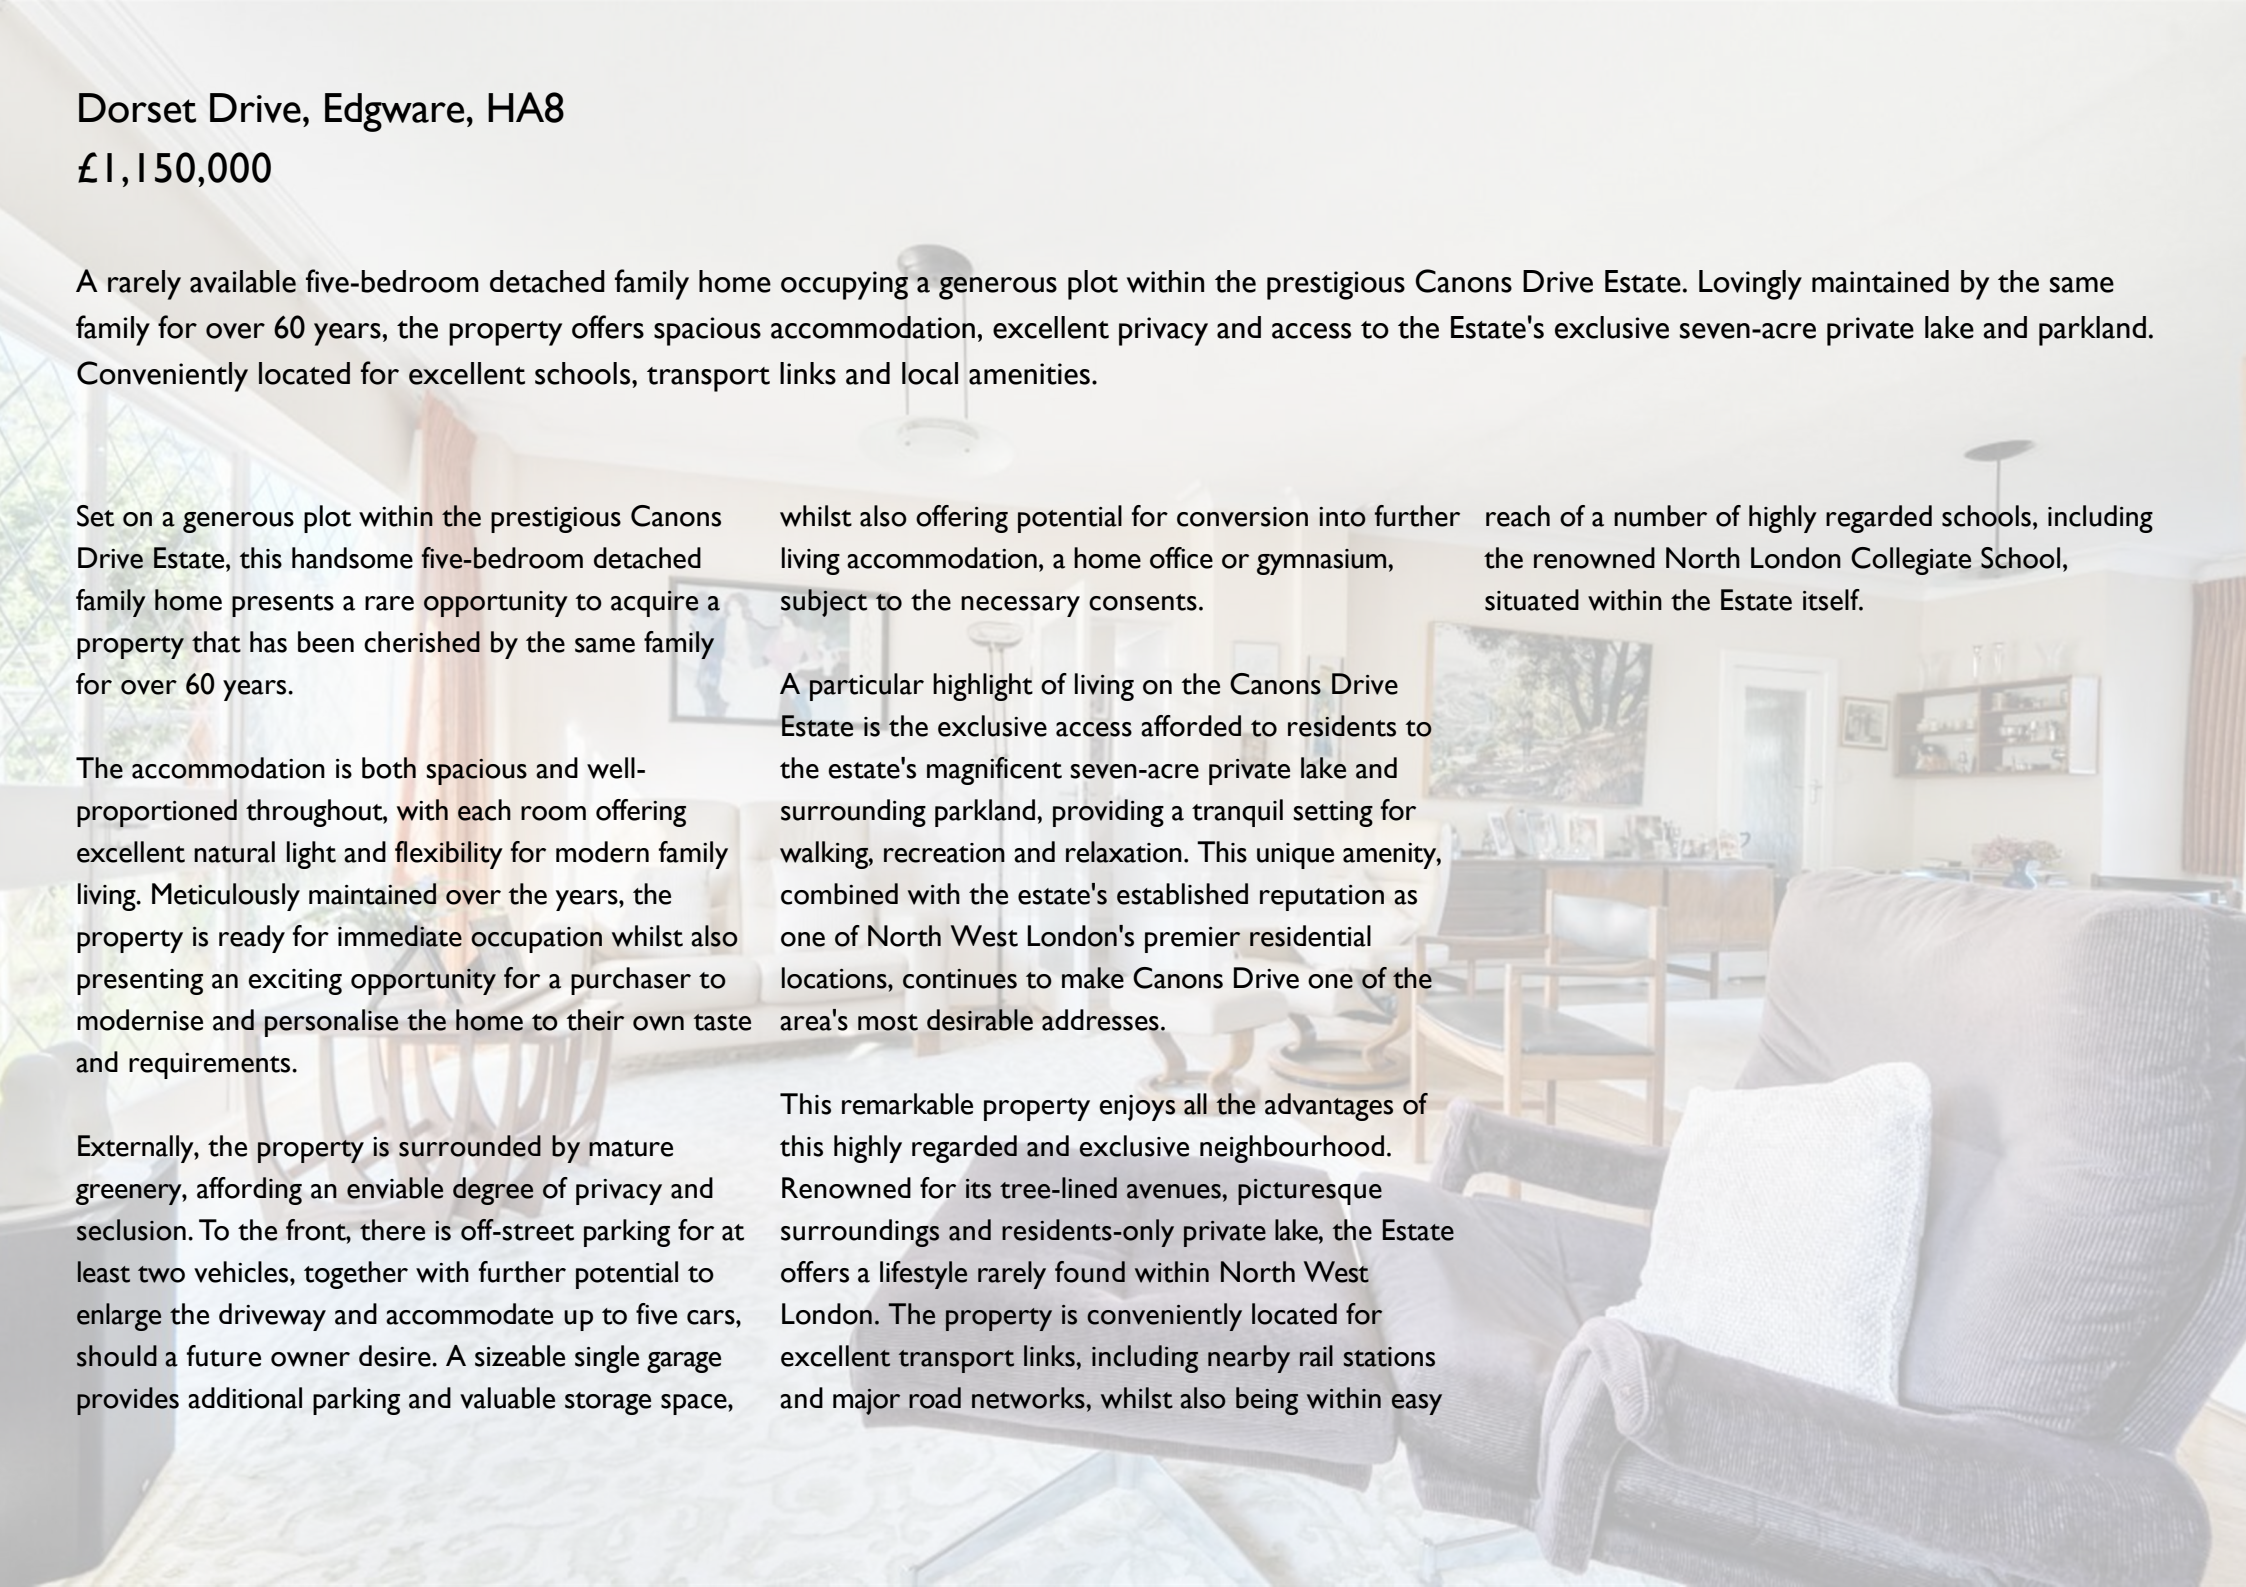 Dorset Drive, Edgware, HA8
£1,150,000
A rarely available five-bedroom detached family home occupying a generous plot within the prestigious Canons Drive Estate. Lovingly maintained by the same
family for over 60 years, the property offers spacious accommodation, excellent privacy and access to the Estate's exclusive seven-acre private lake and parkland.
Conveniently located for excellent schools, transport links and local amenities.
Set on a generous plot within the prestigious Canons
Drive Estate, this handsome five-bedroom detached
family home presents a rare opportunity to acquire a
property that has been cherished by the same family
for over 60 years.
The accommodation is both spacious and well-
proportioned throughout, with each room offering
excellent natural light and flexibility for modern family
living. Meticulously maintained over the years, the
property is ready for immediate occupation whilst also
presenting an exciting opportunity for a purchaser to
modernise and personalise the home to their own taste
and requirements.
Externally, the property is surrounded by mature
greenery, affording an enviable degree of privacy and
seclusion. To the front, there is off-street parking for at
least two vehicles, together with further potential to
enlarge the driveway and accommodate up to five cars,
should a future owner desire. A sizeable single garage
provides additional parking and valuable storage space,
whilst also offering potential for conversion into further
living accommodation, a home office or gymnasium,
subject to the necessary consents.
A particular highlight of living on the Canons Drive
Estate is the exclusive access afforded to residents to
the estate's magnificent seven-acre private lake and
surrounding parkland, providing a tranquil setting for
walking, recreation and relaxation. This unique amenity,
combined with the estate's established reputation as
one of North West London's premier residential
locations, continues to make Canons Drive one of the
area's most desirable addresses.
This remarkable property enjoys all the advantages of
this highly regarded and exclusive neighbourhood.
Renowned for its tree-lined avenues, picturesque
surroundings and residents-only private lake, the Estate
offers a lifestyle rarely found within North West
London. The property is conveniently located for
excellent transport links, including nearby rail stations
and major road networks, whilst also being within easy
reach of a number of highly regarded schools, including
the renowned North London Collegiate School,
situated within the Estate itself.